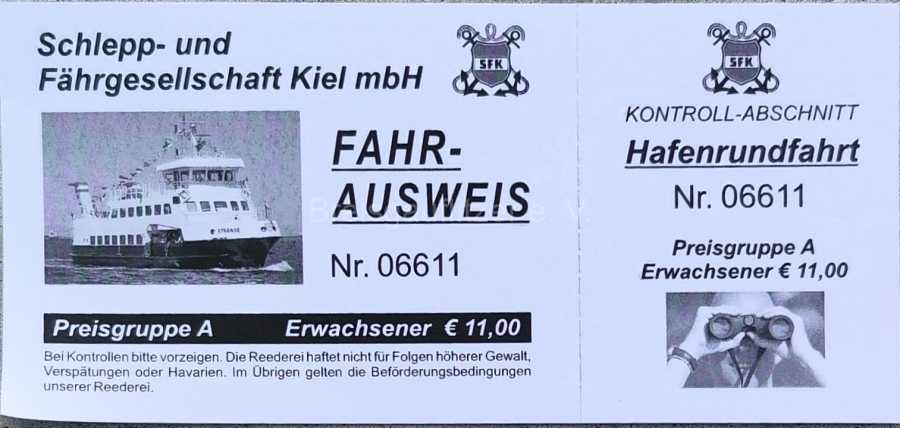 Schlepp- und
Fährgesellschaft Kiel mbH
SFK
FAHR-
AUSWEIS
Nr. 06611
STRANDE
Preisgruppe A Erwachsener € 11,00
Bei Kontrollen bitte vorzeigen. Die Reederei haftet nicht für Folgen höherer Gewalt,
Verspätungen oder Havarien. Im Übrigen gelten die Beförderungsbedingungen
unserer Reederei.
SFK
KONTROLL-ABSCHNITT
Hafenrundfahrt
Nr. 06611
Preisgruppe A
Erwachsener € 11,00
e. V.